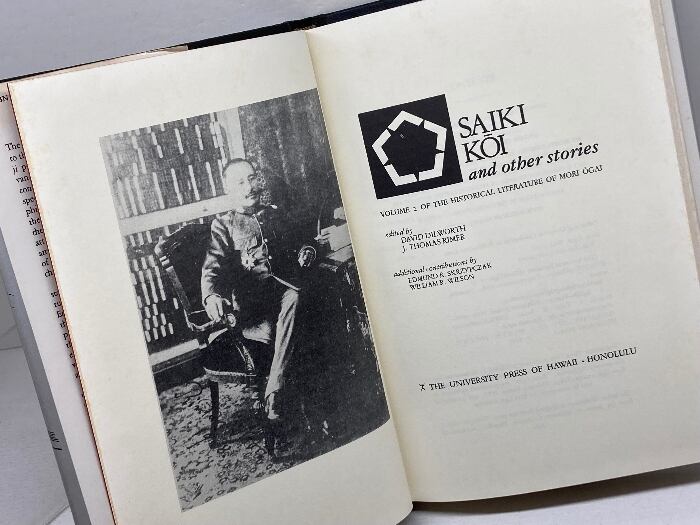 SAIKI
KŌI
and other stories
VOLUME 2 OF THE HISTORICAL LITERATURE OF MORI ŌGAI
edited by
DAVID DILWORTH
J. THOMAS RIMER
additional contributions by
EDMUND R. SKRZYPCZAK
WILLIAM R. WILSON
THE UNIVERSITY PRESS OF HAWAII · HONOLULU